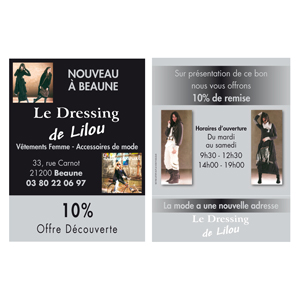 NOUVEAU
À BEAUNE
Le Dressing
de Lilou
Vêtements Femme - Accessoires de mode
33, rue Carnot
21200 Beaune
03 80 22 06 97
10%
Offre Découverte
Sur présentation de ce bon
nous vous offrans
10% de remise
Horaires d'ouverture
Du mardi
au samedi
9h30 - 12h30
14h00 - 19h00
La mode a une nouvelle adresse
Le Dressing
de Lilou